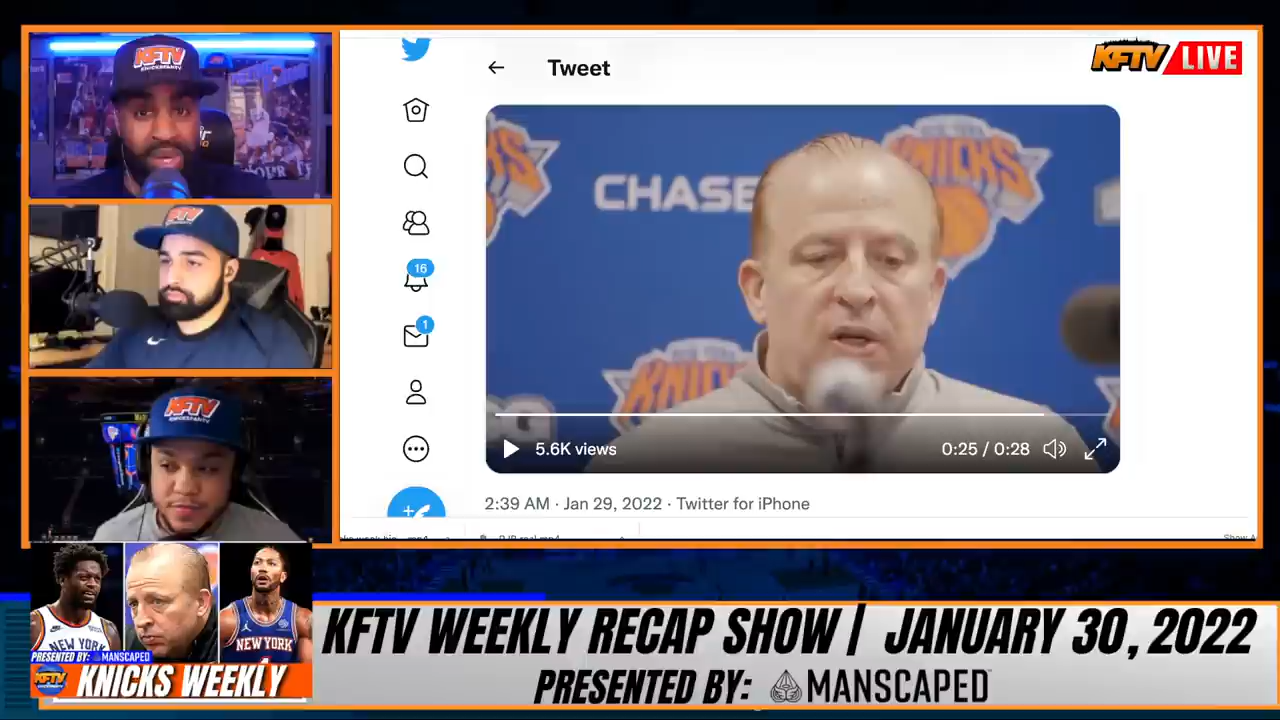 KFTV
KFTV
KFTV
Tweet
KFTV LIVE
16
1
KNICKS
CHASE
KNICKS
5.6K views
0:25 / 0:28
2:39 AM · Jan 29, 2022 · Twitter for iPhone
NEW YORK
NEW YORK
PRESENTED BY: MANSCAPED
KFTV KNICKS WEEKLY
KFTV WEEKLY RECAP SHOW | JANUARY 30, 2022
PRESENTED BY: MANSCAPED